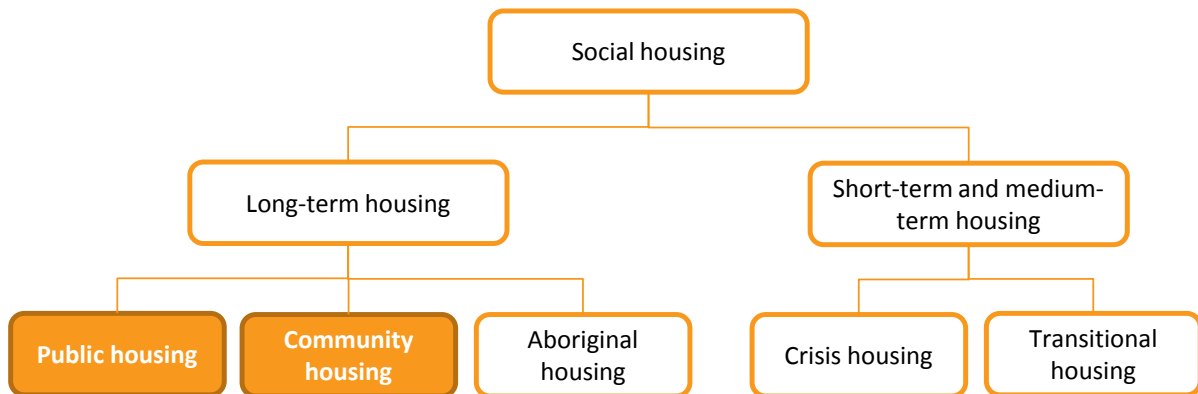 Social housing
Long-term housing
Short-term and medium-
term housing
Public housing
Community
housing
Aboriginal
housing
Crisis housing
Transitional
housing